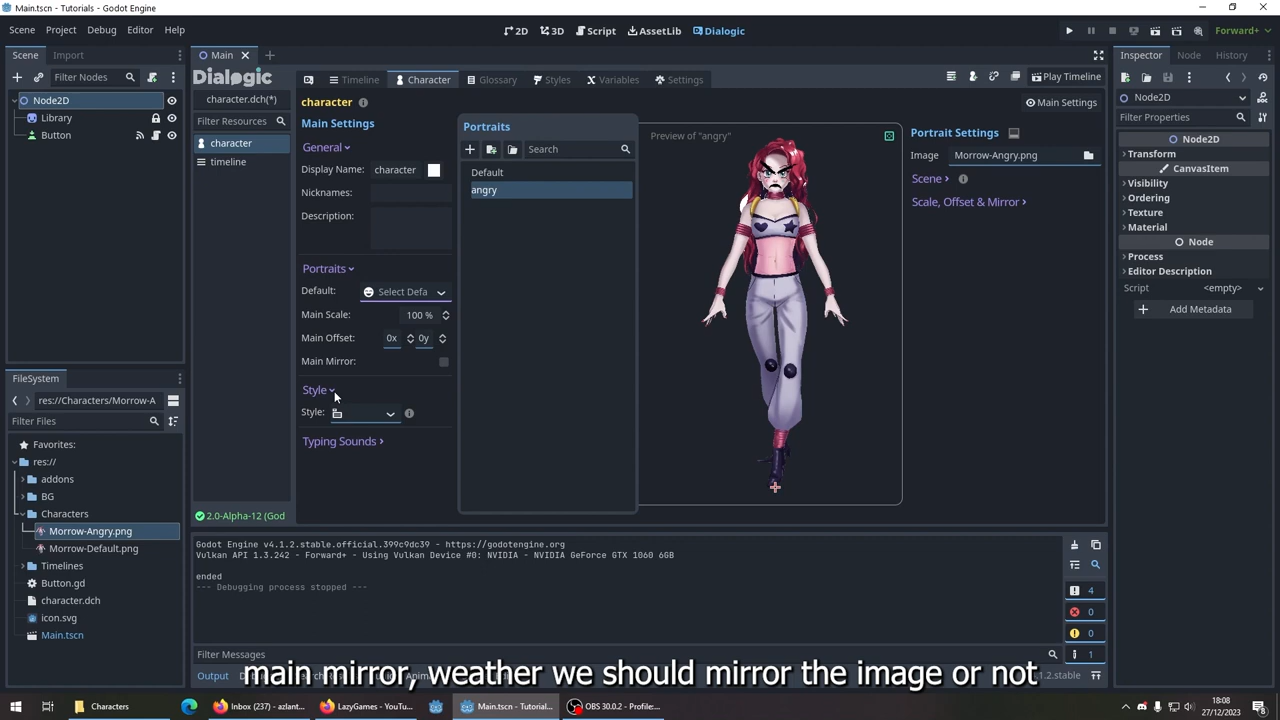 Main.tscn - Tutorials - Godot Engine
Scene Project Debug Editor Help
2D 3D Script AssetLib Dialogic
Forward+
Scene Import
Filter Nodes
Node2D
Library
Button
Main
Dialogic
Timeline Character Glossary Styles Variables Settings
Play Timeline
character.dch(*)
Filter Resources
character
timeline
2.0-Alpha-12 (God
character
Main Settings
Main Settings
General
Display Name: character
Nicknames:
Description:
Portraits
Default: Select Defa
Main Scale: 100 %
Main Offset: 0x 0y
Main Mirror:
Style
Style:
Typing Sounds
Portraits
Search
Default
angry
Preview of "angry"
Portrait Settings
Image Morrow-Angry.png
Scene
Scale, Offset & Mirror
Inspector Node History
Node2D
Filter Properties
Node2D
Transform
CanvasItem
Visibility
Ordering
Texture
Material
Node
Process
Editor Description
Script <empty>
Add Metadata
FileSystem
res://Characters/Morrow-A
Filter Files
Favorites:
res://
addons
BG
Characters
Morrow-Angry.png
Morrow-Default.png
Timelines
Button.gd
character.dch
icon.svg
Main.tscn
Godot Engine v4.1.2.stable.official.399c9dc39 - https://godotengine.org
Vulkan API 1.3.242 - Forward+ - Using Vulkan Device #0: NVIDIA - NVIDIA GeForce GTX 1060 6GB
ended
--- Debugging process stopped ---
4
0
0
1
Filter Messages
Output
main mirror, weather we should mirror the image or not
Characters
Inbox (237) - azlant...
LazyGames - YouTu...
Main.tscn - Tutorial...
OBS 30.0.2 - Profile:...
18:08
27/12/2023
8